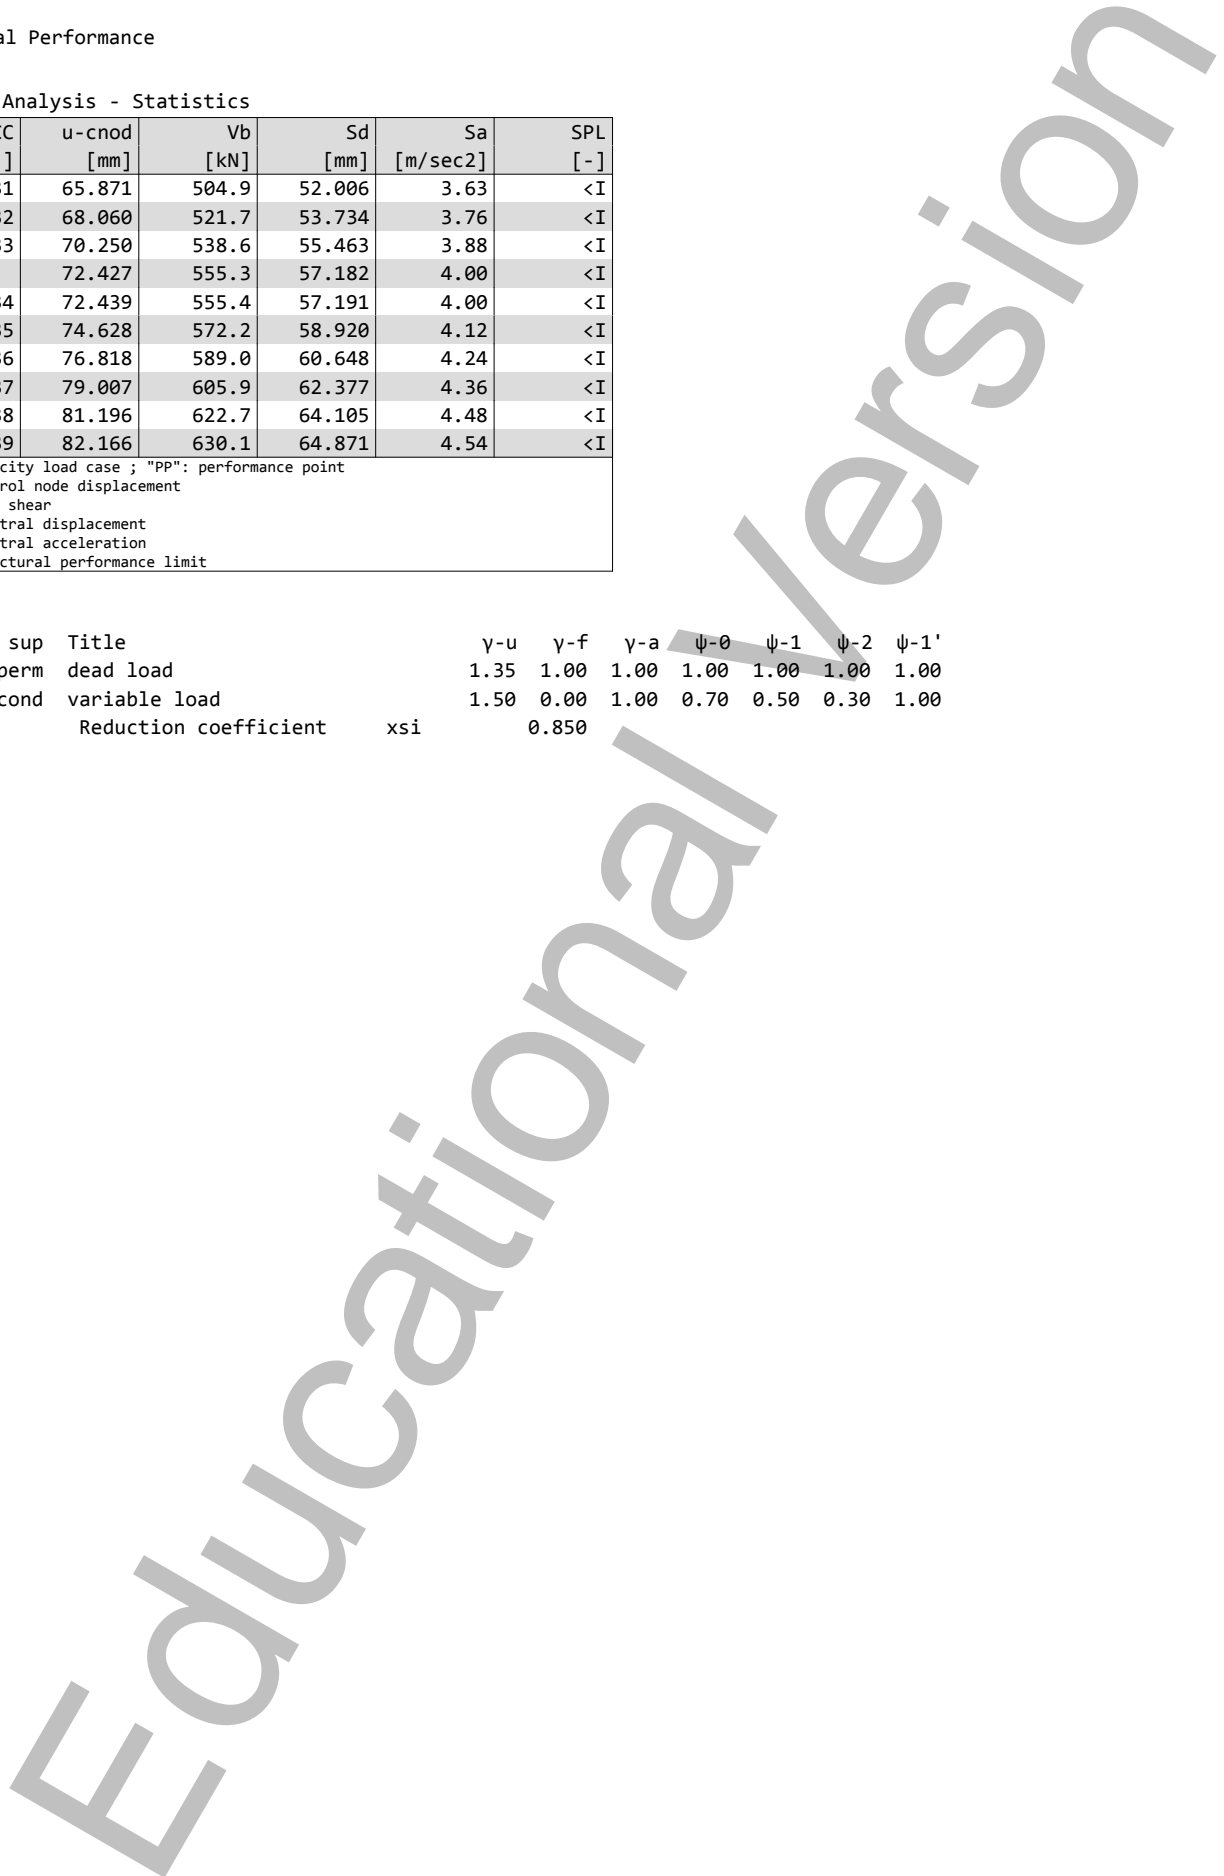 al Performance
Analysis - Statistics
C u-cnod Vb Sd Sa SPL
] [mm] [kN] [mm] [m/sec2] [-]
1 65.871 504.9 52.006 3.63 <I
2 68.060 521.7 53.734 3.76 <I
3 70.250 538.6 55.463 3.88 <I
72.427 555.3 57.182 4.00 <I
4 72.439 555.4 57.191 4.00 <I
5 74.628 572.2 58.920 4.12 <I
6 76.818 589.0 60.648 4.24 <I
7 79.007 605.9 62.377 4.36 <I
8 81.196 622.7 64.105 4.48 <I
9 82.166 630.1 64.871 4.54 <I
city load case ; "PP": performance point
rol node displacement
shear
tral displacement
tral acceleration
ctural performance limit
sup Title γ-u γ-f γ-a ψ-0 ψ-1 ψ-2 ψ-1'
perm dead load 1.35 1.00 1.00 1.00 1.00 1.00 1.00
cond variable load 1.50 0.00 1.00 0.70 0.50 0.30 1.00
Reduction coefficient xsi 0.850
Educational Version